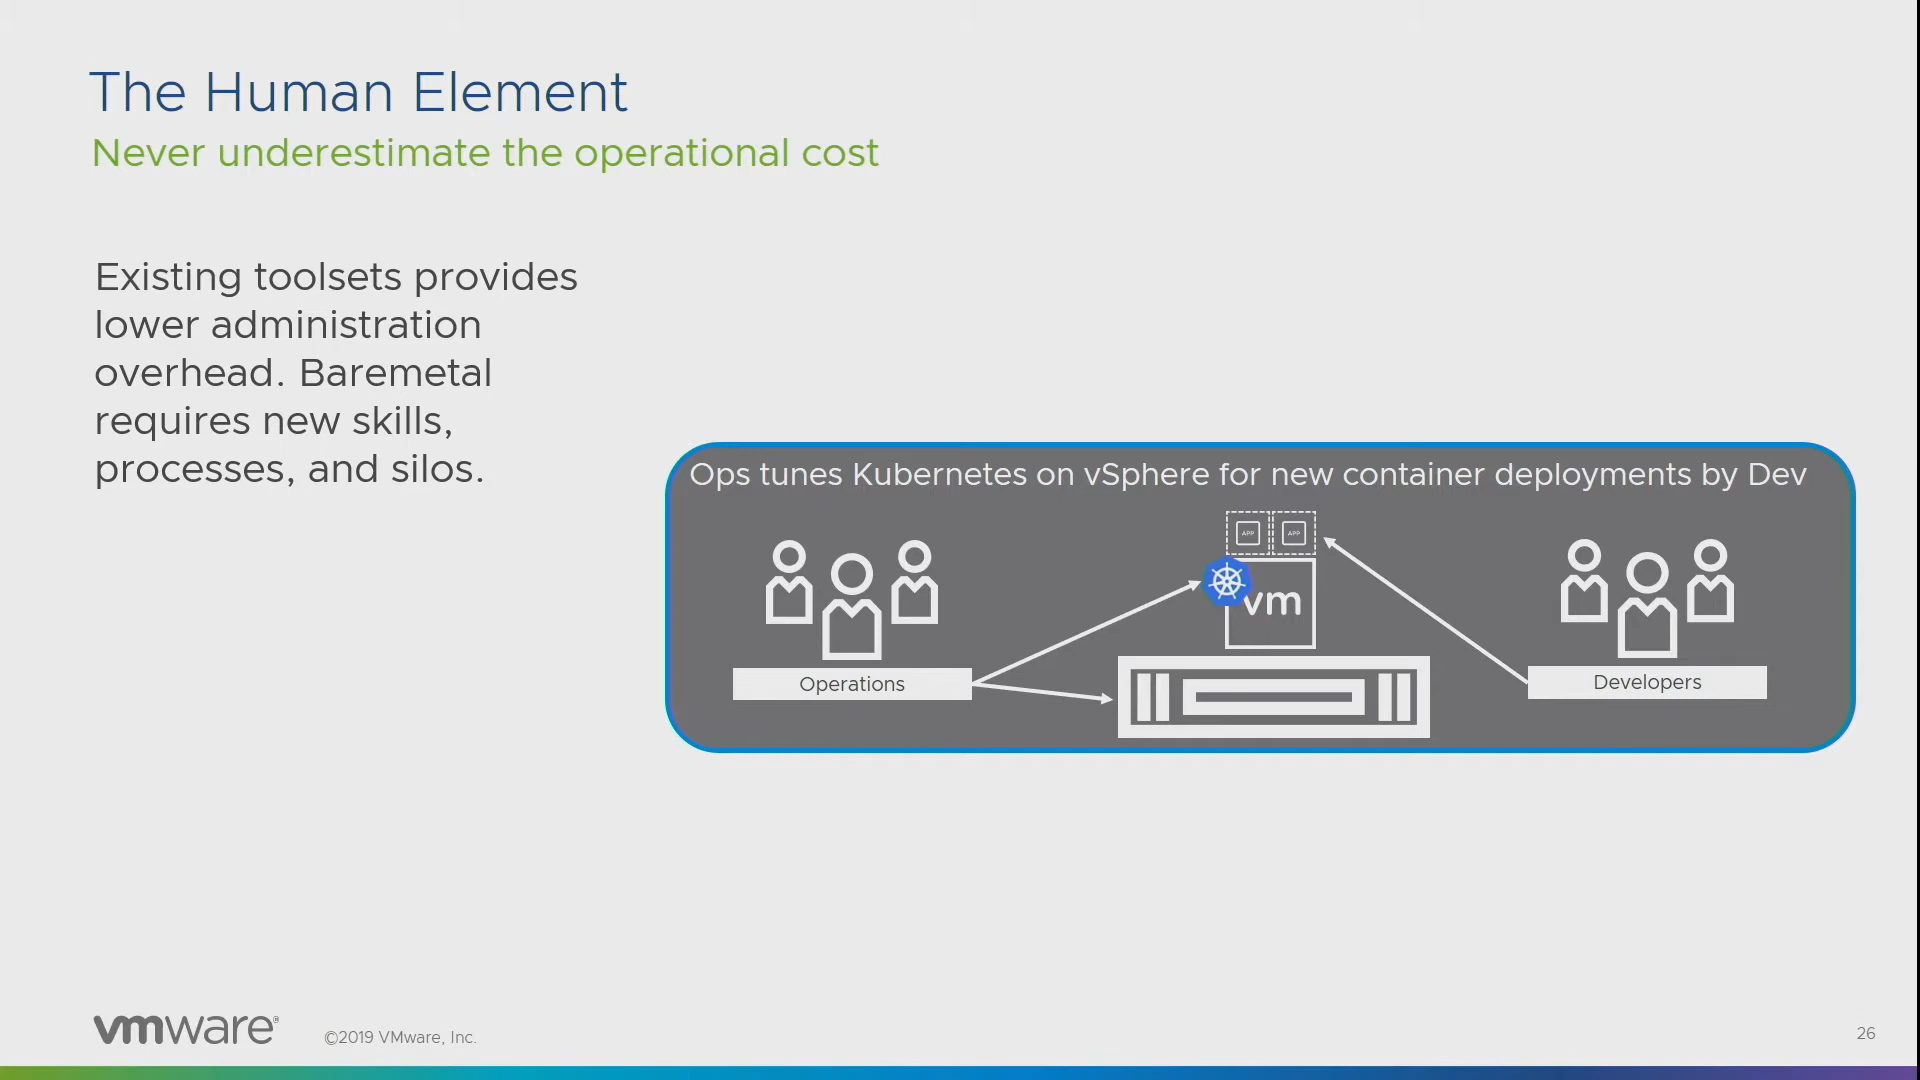 The Human Element
Never underestimate the operational cost
Existing toolsets provides
lower administration
overhead. Baremetal
requires new skills,
processes, and silos.
Ops tunes Kubernetes on vSphere for new container deployments by Dev
APP APP
vm
Operations
Developers
vmware®
©2019 VMware, Inc.
26